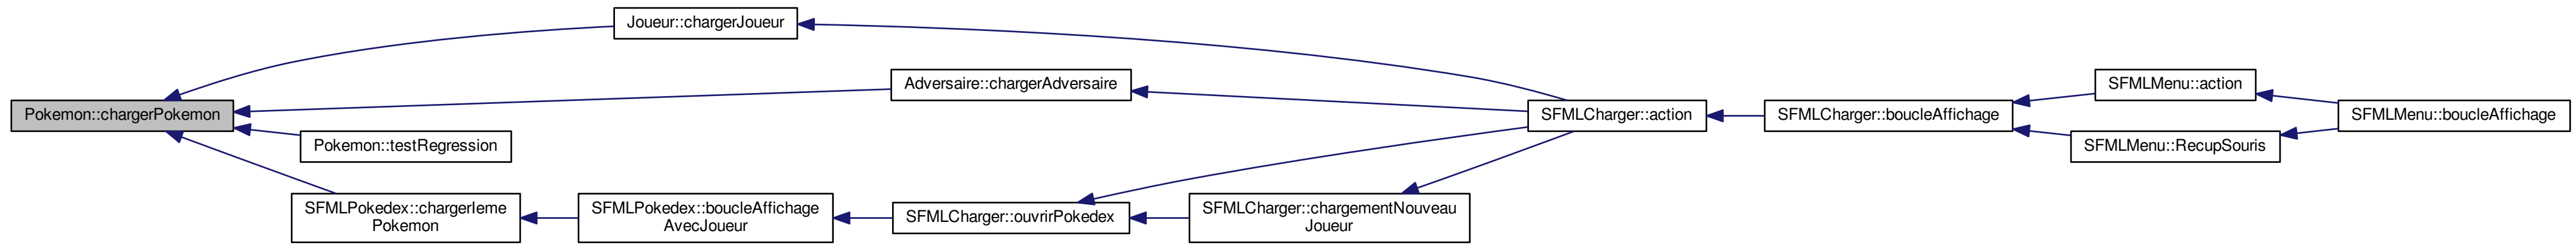 Joueur::chargerJoueur
Adversaire::chargerAdversaire
SFMLMenu::action
Pokemon::chargerPokemon
SFMLCharger::action
SFMLCharger::boucleAffichage
SFMLMenu::boucleAffichage
Pokemon::testRegression
SFMLMenu::RecupSouris
SFMLPokedex::chargerIeme
Pokemon
SFMLPokedex::boucleAffichage
AvecJoueur
SFMLCharger::ouvrirPokedex
SFMLCharger::chargementNouveau
Joueur